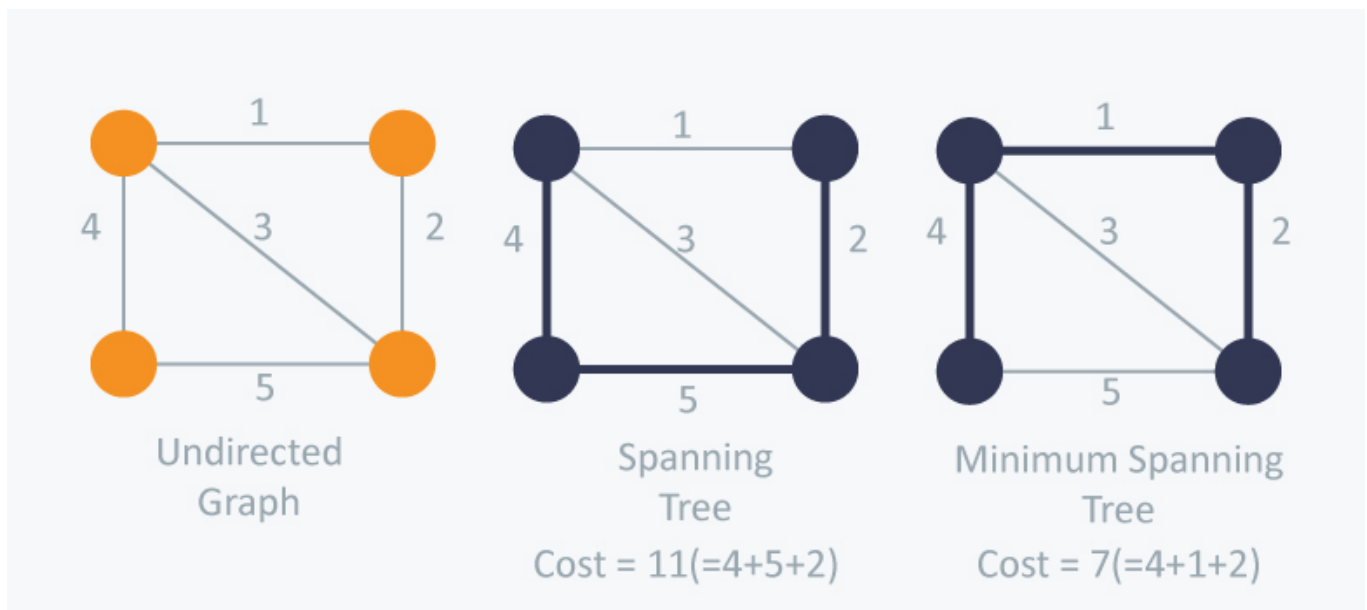 1
4
3
2
5
Undirected
Graph
1
4
3
2
5
Spanning
Tree
Cost = 11(=4+5+2)
1
4
3
2
5
Minimum Spanning
Tree
Cost = 7(=4+1+2)